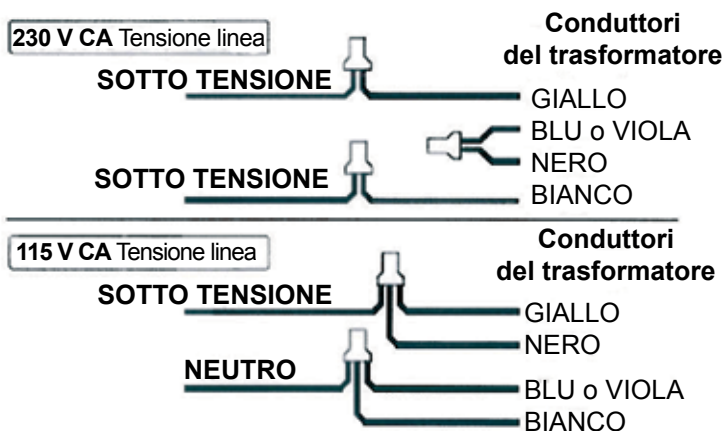 230 V CA Tensione linea
Conduttori
del trasformatore
SOTTO TENSIONE
GIALLO
BLU o VIOLA
NERO
SOTTO TENSIONE
BIANCO
115 V CA Tensione linea
Conduttori
del trasformatore
SOTTO TENSIONE
GIALLO
NERO
NEUTRO
BLU o VIOLA
BIANCO